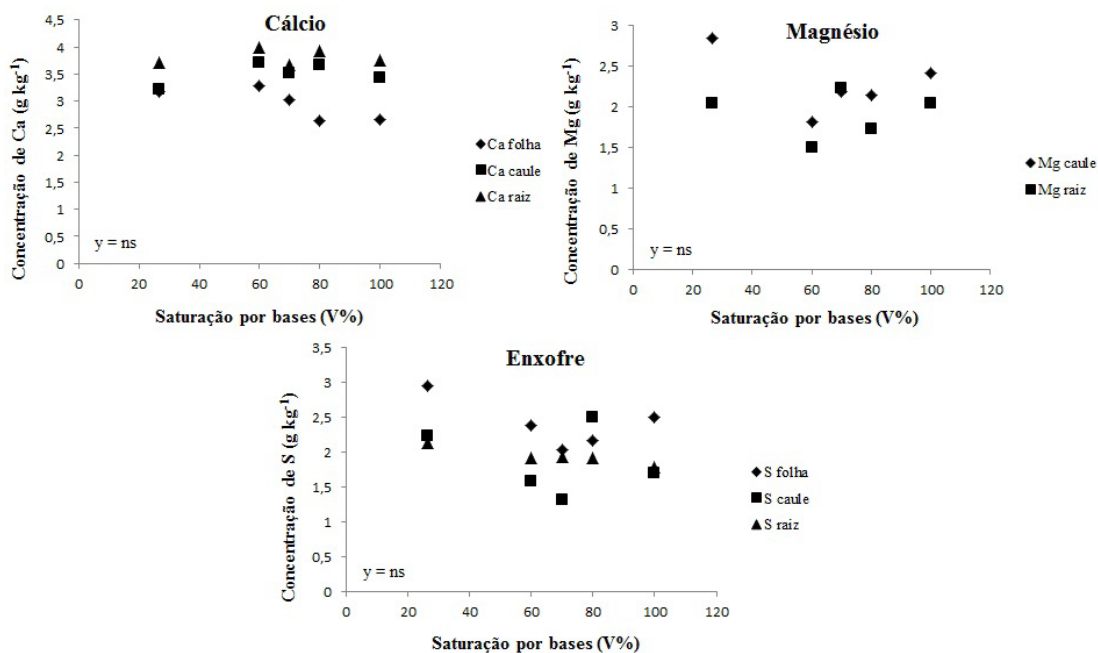 Cálcio
Concentração de Ca (g kg-1)
4,5
4
3,5
3
2,5
2
1,5
1
0,5
0
y = ns
0 20 40 60 80 100 120
Saturação por bases (V%)
Ca folha
Ca caule
Ca raiz
Magnésio
Concentração de Mg (g kg-1)
3
2,5
2
1,5
1
0,5
0
y = ns
0 20 40 60 80 100 120
Saturação por bases (V%)
Mg caule
Mg raiz
Enxofre
Concentração de S (g kg-1)
3,5
3
2,5
2
1,5
1
0,5
0
y = ns
0 20 40 60 80 100 120
Saturação por bases (V%)
S folha
S caule
S raiz